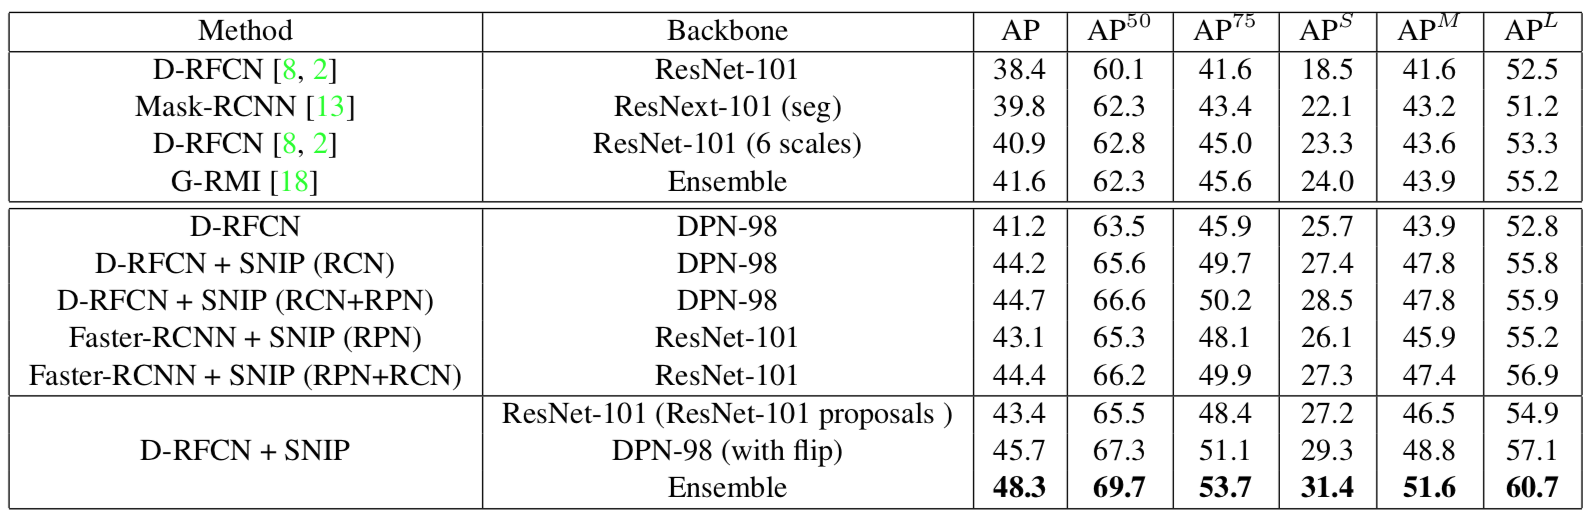 Method Backbone AP AP^50 AP^75 AP^S AP^M AP^L
D-RFCN [8, 2] ResNet-101 38.4 60.1 41.6 18.5 41.6 52.5
Mask-RCNN [13] ResNext-101 (seg) 39.8 62.3 43.4 22.1 43.2 51.2
D-RFCN [8, 2] ResNet-101 (6 scales) 40.9 62.8 45.0 23.3 43.6 53.3
G-RMI [18] Ensemble 41.6 62.3 45.6 24.0 43.9 55.2
D-RFCN DPN-98 41.2 63.5 45.9 25.7 43.9 52.8
D-RFCN + SNIP (RCN) DPN-98 44.2 65.6 49.7 27.4 47.8 55.8
D-RFCN + SNIP (RCN+RPN) DPN-98 44.7 66.6 50.2 28.5 47.8 55.9
Faster-RCNN + SNIP (RPN) ResNet-101 43.1 65.3 48.1 26.1 45.9 55.2
Faster-RCNN + SNIP (RPN+RCN) ResNet-101 44.4 66.2 49.9 27.3 47.4 56.9
ResNet-101 (ResNet-101 proposals ) 43.4 65.5 48.4 27.2 46.5 54.9
D-RFCN + SNIP DPN-98 (with flip) 45.7 67.3 51.1 29.3 48.8 57.1
Ensemble 48.3 69.7 53.7 31.4 51.6 60.7